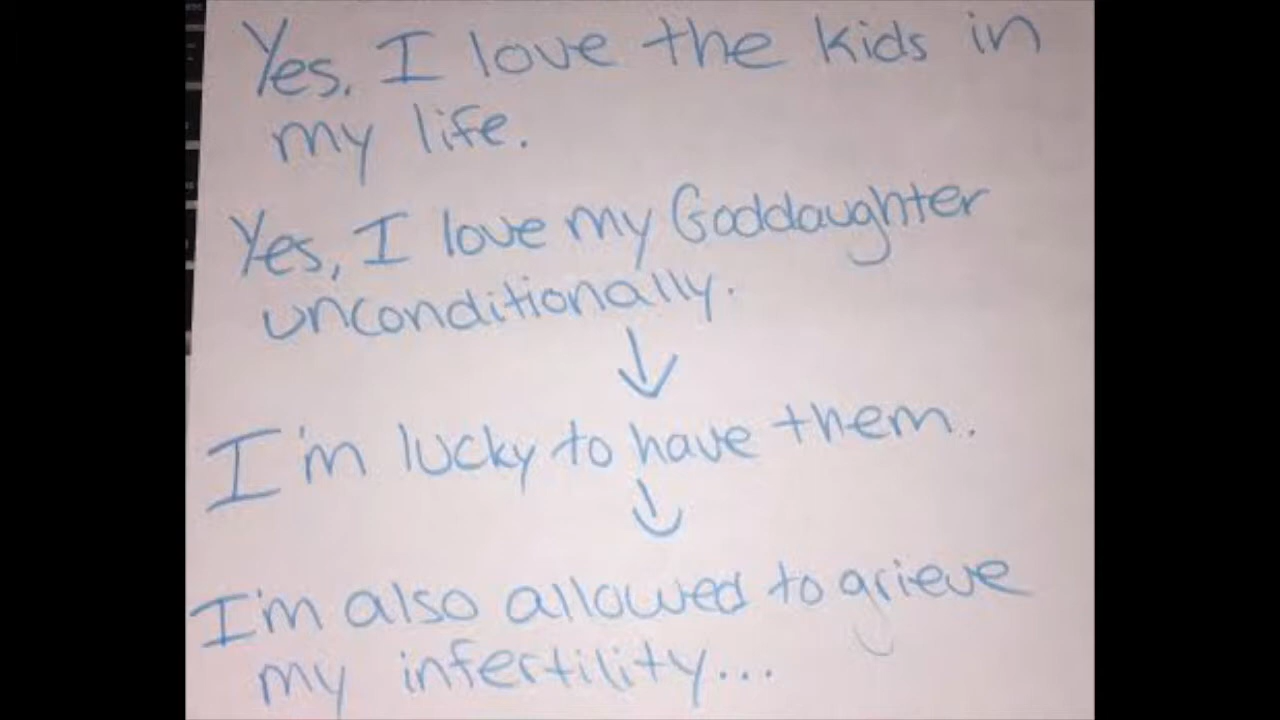 Yes, I love the kids in
my life.
Yes, I love my Goddaughter
unconditionally.
↓
I'm lucky to have them.
↓
I'm also allowed to grieve
my infertility...